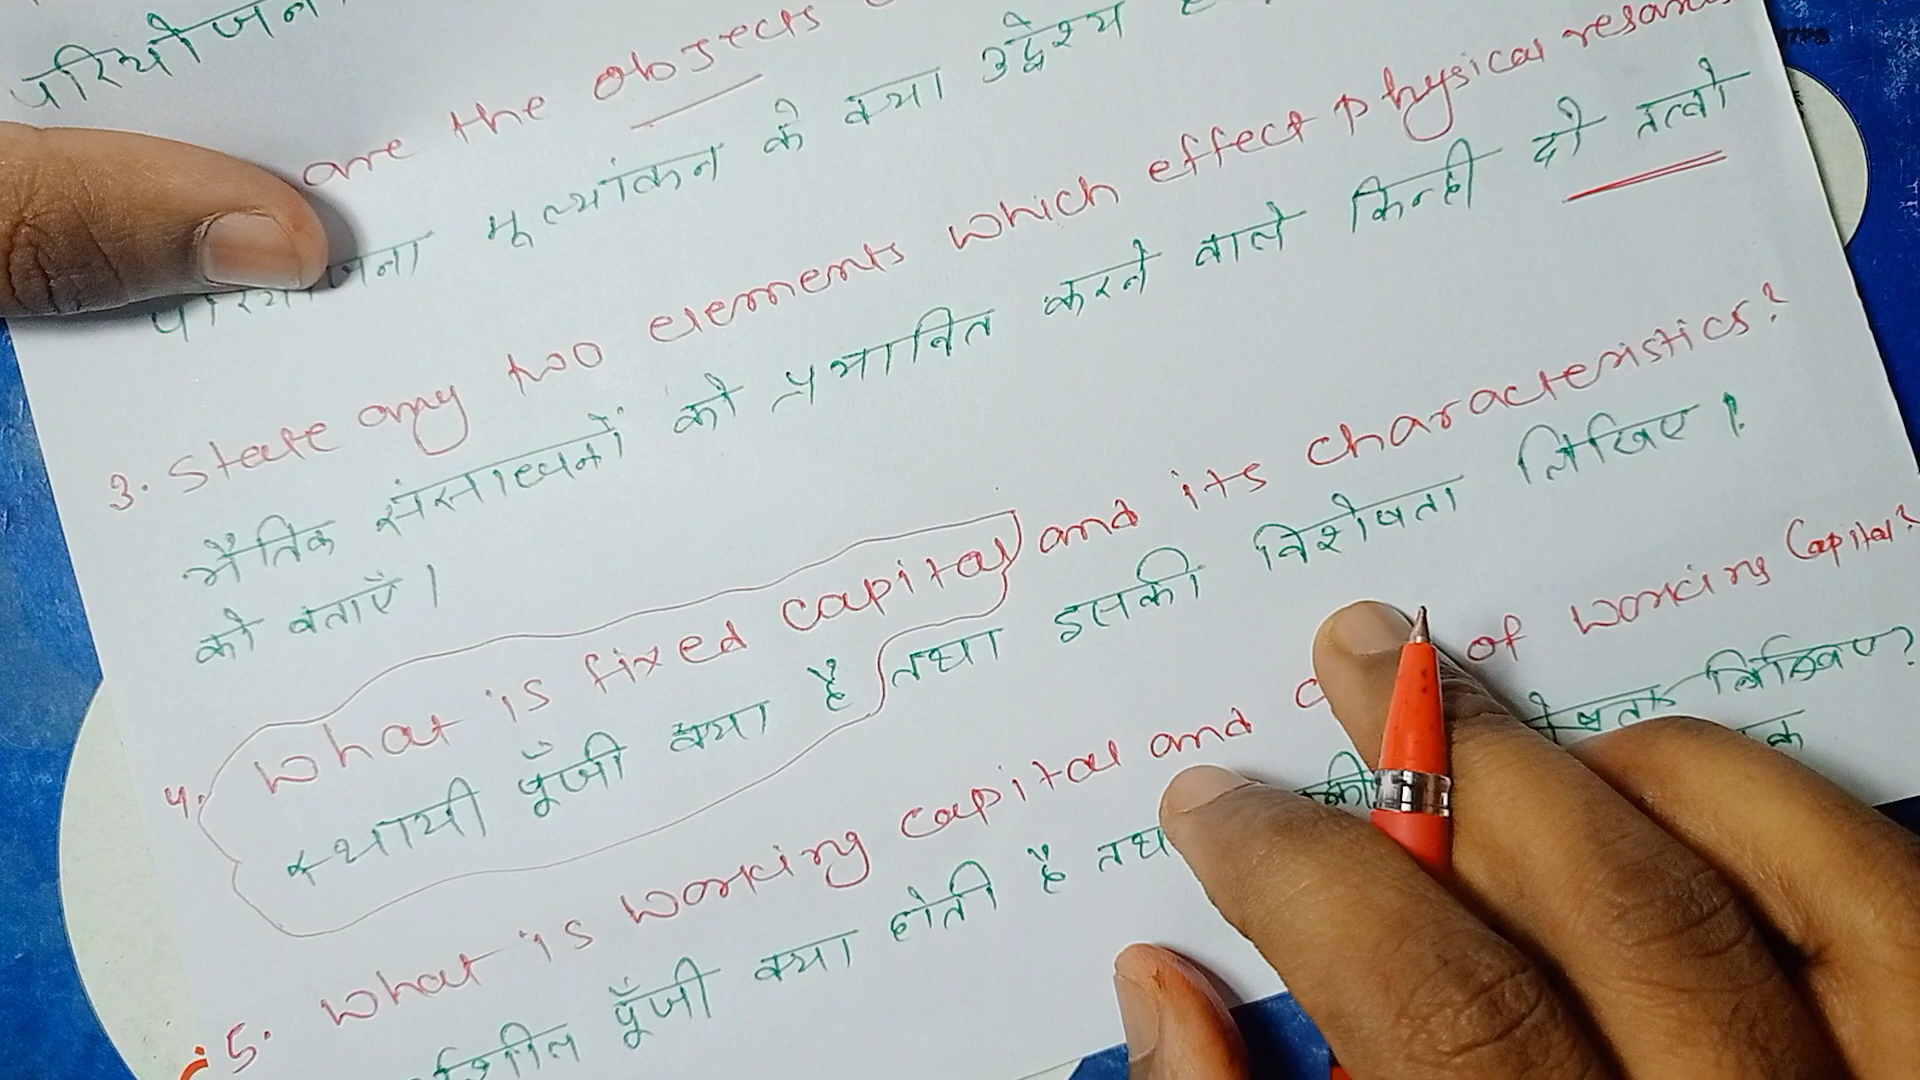 परियोजना
are the objects
परियोजना मूल्यांकन के क्या उद्देश्य
3. State any two elements which effect physical
भौतिक संसाधनों को प्रभावित करने वाले किन्ही दो तत्वो
को बताएँ।
4. What is fixed capital and its characteristics?
स्थायी पूँजी क्या है तथा इसकी विशेषता लिखिए।
5. What is working capital and of working Capital?
पूँजी क्या होती है लिखिए?